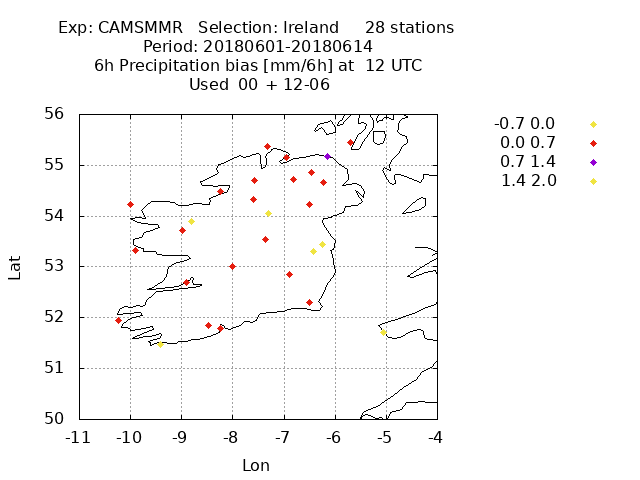 Exp: CAMSMMR Selection: Ireland 28 stations
Period: 20180601-20180614
6h Precipitation bias [mm/6h] at 12 UTC
Used 00 + 12-06
-0.7 0.0
0.0 0.7
0.7 1.4
1.4 2.0
56
55
54
53
52
51
50
Lat
-11 -10 -9 -8 -7 -6 -5 -4
Lon